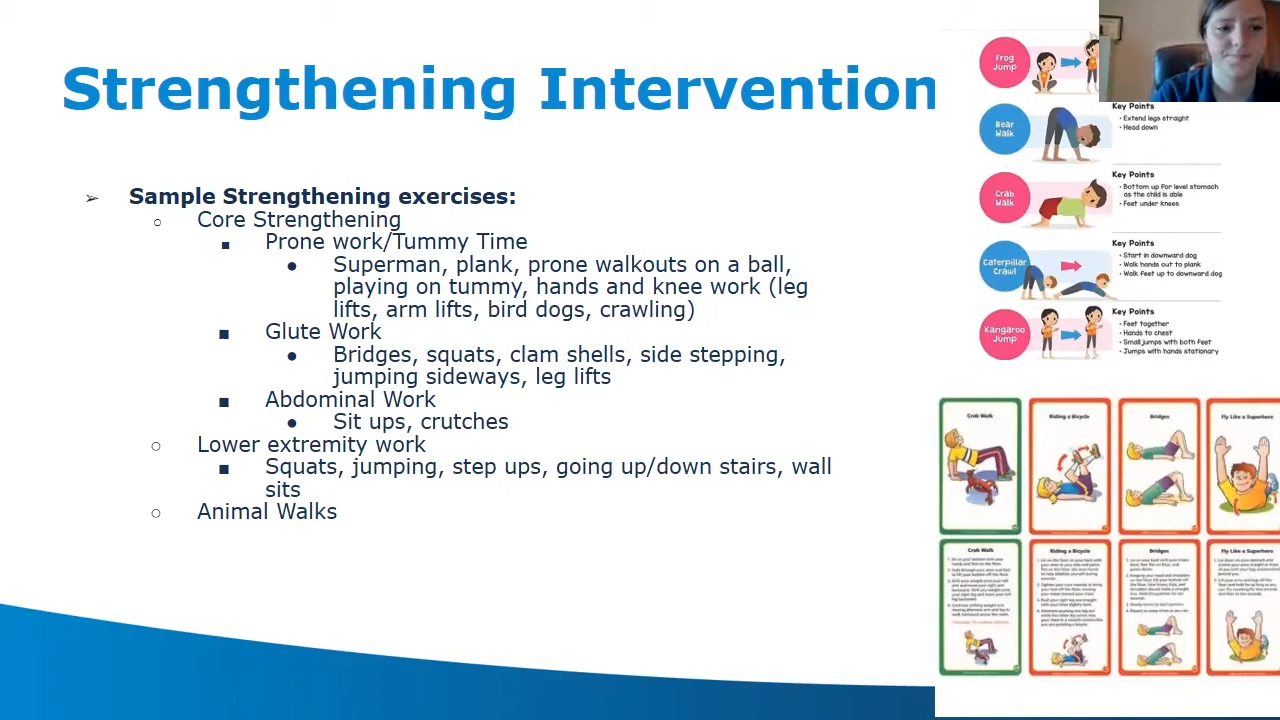 Strengthening Intervention
➢ Sample Strengthening exercises:
○ Core Strengthening
■ Prone work/Tummy Time
● Superman, plank, prone walkouts on a ball,
playing on tummy, hands and knee work (leg
lifts, arm lifts, bird dogs, crawling)
■ Glute Work
● Bridges, squats, clam shells, side stepping,
jumping sideways, leg lifts
■ Abdominal Work
● Sit ups, crutches
○ Lower extremity work
■ Squats, jumping, step ups, going up/down stairs, wall
sits
○ Animal Walks
Frog
Jump
Bear
Walk
Key Points
• Extend legs straight
• Head down
Crab
Walk
Key Points
• Bottom up for level stomach
as the child is able
• Feet under knees
Caterpillar
Crawl
Key Points
• Start in downward dog
• Walk hands out to plank
• Walk feet up to downward dog
Kangaroo
Jump
Key Points
• Feet together
• Hands to chest
• Small jumps with both feet
• Jumps with hands stationary
Crab Walk
Riding a Bicycle
Bridges
Fly Like a Superhero
Crab Walk
Riding a Bicycle
Bridges
Fly Like a Superhero